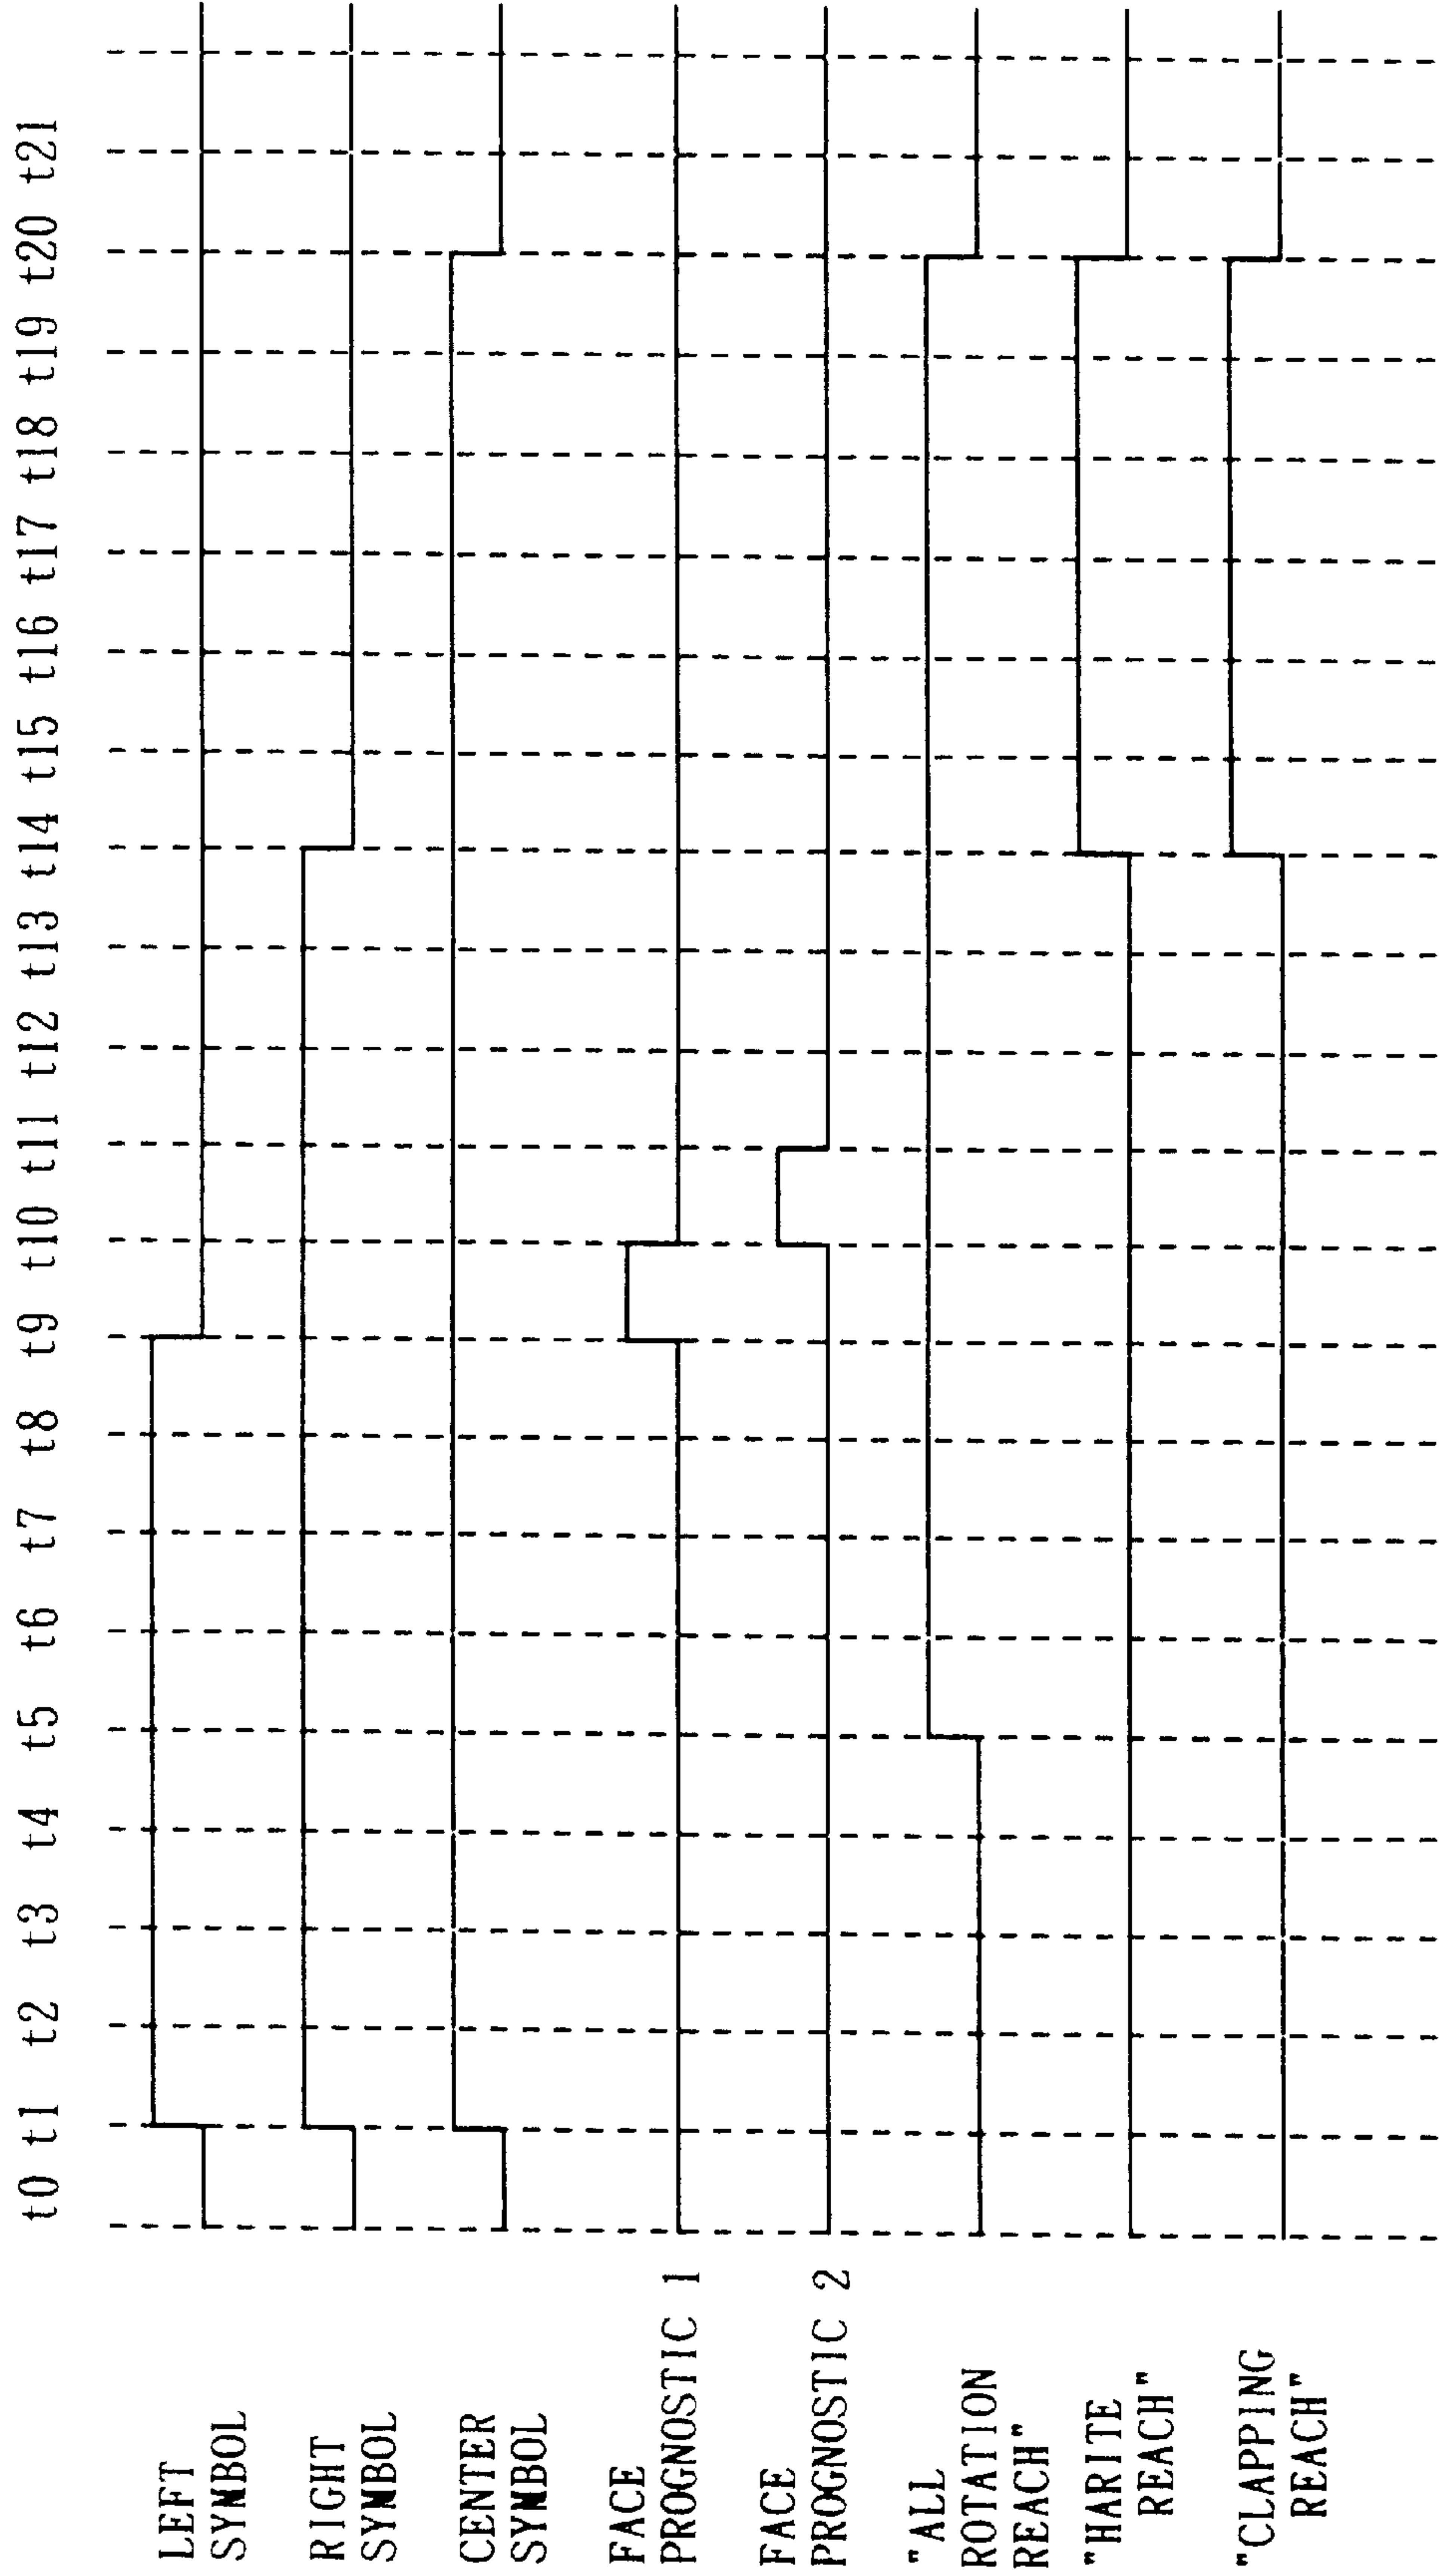 t0 t1 t2 t3 t4 t5 t6 t7 t8 t9 t10 t11 t12 t13 t14 t15 t16 t17 t18 t19 t20 t21
LEFT
SYMBOL
RIGHT
SYMBOL
CENTER
SYMBOL
FACE
PROGNOSTIC 1
FACE
PROGNOSTIC 2
"ALL
ROTATION
REACH"
"HARITE
REACH"
"CLAPPING
REACH"